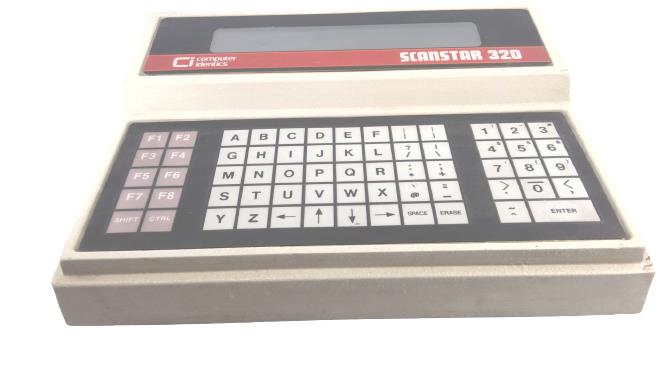 Ci computer identics
SCANSTAR 320
F1 F2
F3 F4
F5 F6
F7 F8
SHIFT CTRL
A B C D E F
G H I J K L
M N O P Q R
S T U V W X
Y Z ← ↑ ↓ → SPACE ERASE
1 2 3
4 5 6
7 8 9
0
ENTER